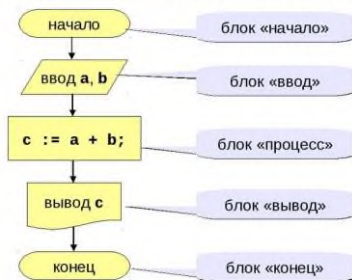 начало
блок «начало»
ввод a, b
блок «ввод»
c := a + b;
блок «процесс»
вывод c
блок «вывод»
конец
блок «конец»